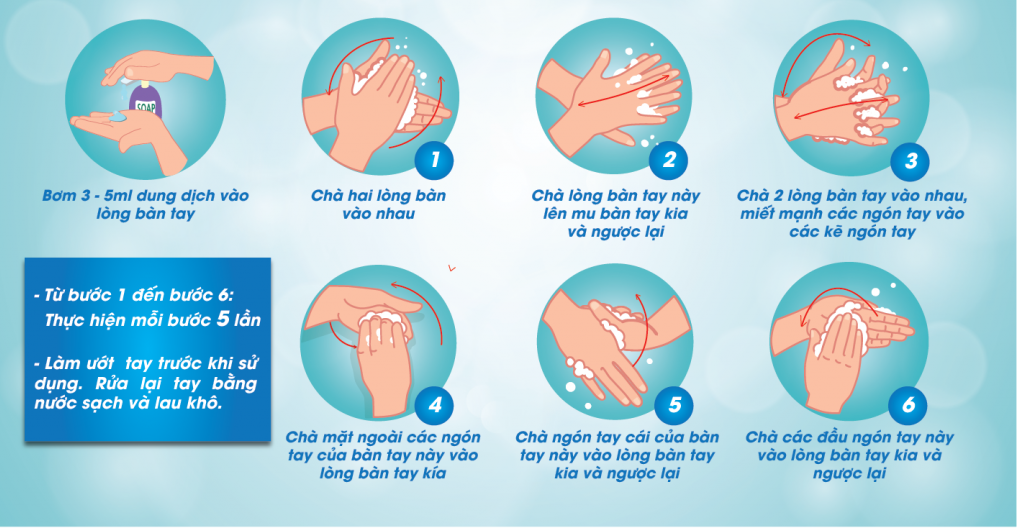 SOAP
Bơm 3 - 5ml dung dịch vào
lòng bàn tay
1
Chà hai lòng bàn
vào nhau
2
Chà lòng bàn tay này
lên mu bàn tay kia
và ngược lại
3
Chà 2 lòng bàn tay vào nhau,
miết mạnh các ngón tay vào
các kẽ ngón tay
- Từ bước 1 đến bước 6:
Thực hiện mỗi bước 5 lần
- Làm ướt tay trước khi sử
dụng. Rửa lại tay bằng
nước sạch và lau khô.
4
Chà mặt ngoài các ngón
tay của bàn tay này vào
lòng bàn tay kía
5
Chà ngón tay cái của bàn
tay này vào lòng bàn tay
kia và ngược lại
6
Chà các đầu ngón tay này
vào lòng bàn tay kia và
ngược lại